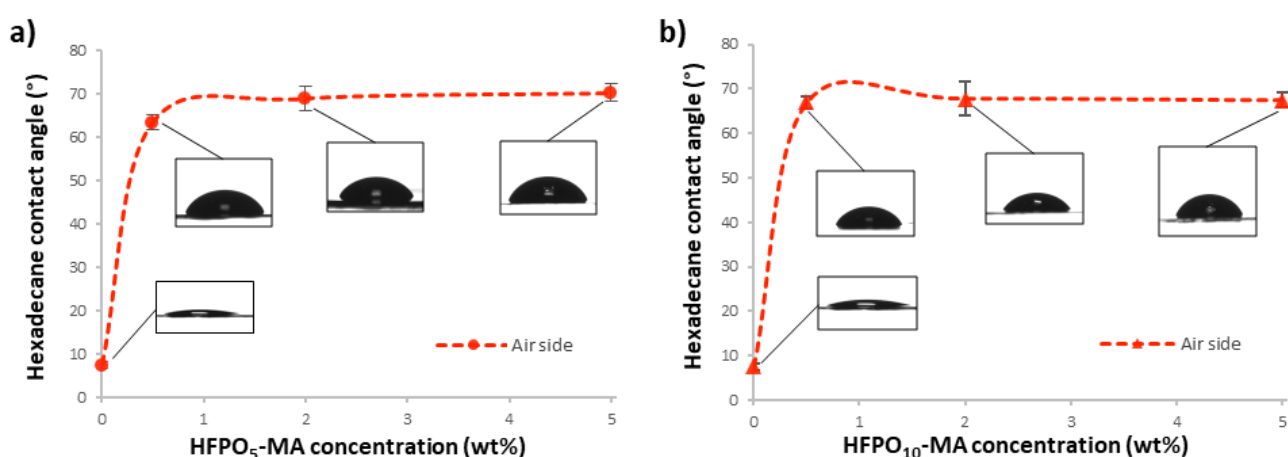 a)
Hexadecane contact angle (°)
80
70
60
50
40
30
20
10
0
0 1 2 3 4 5
HFPO₅-MA concentration (wt%)
Air side
b)
Hexadecane contact angle (°)
80
70
60
50
40
30
20
10
0
0 1 2 3 4 5
HFPO₁₀-MA concentration (wt%)
Air side